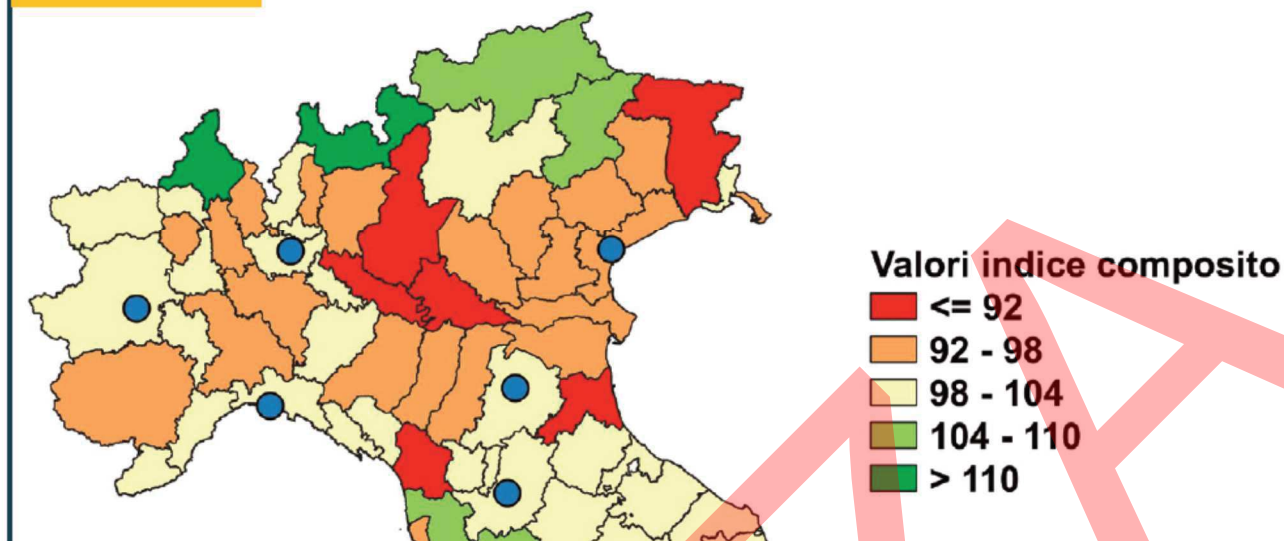 Valori indice composito
<= 92
92 - 98
98 - 104
104 - 110
> 110